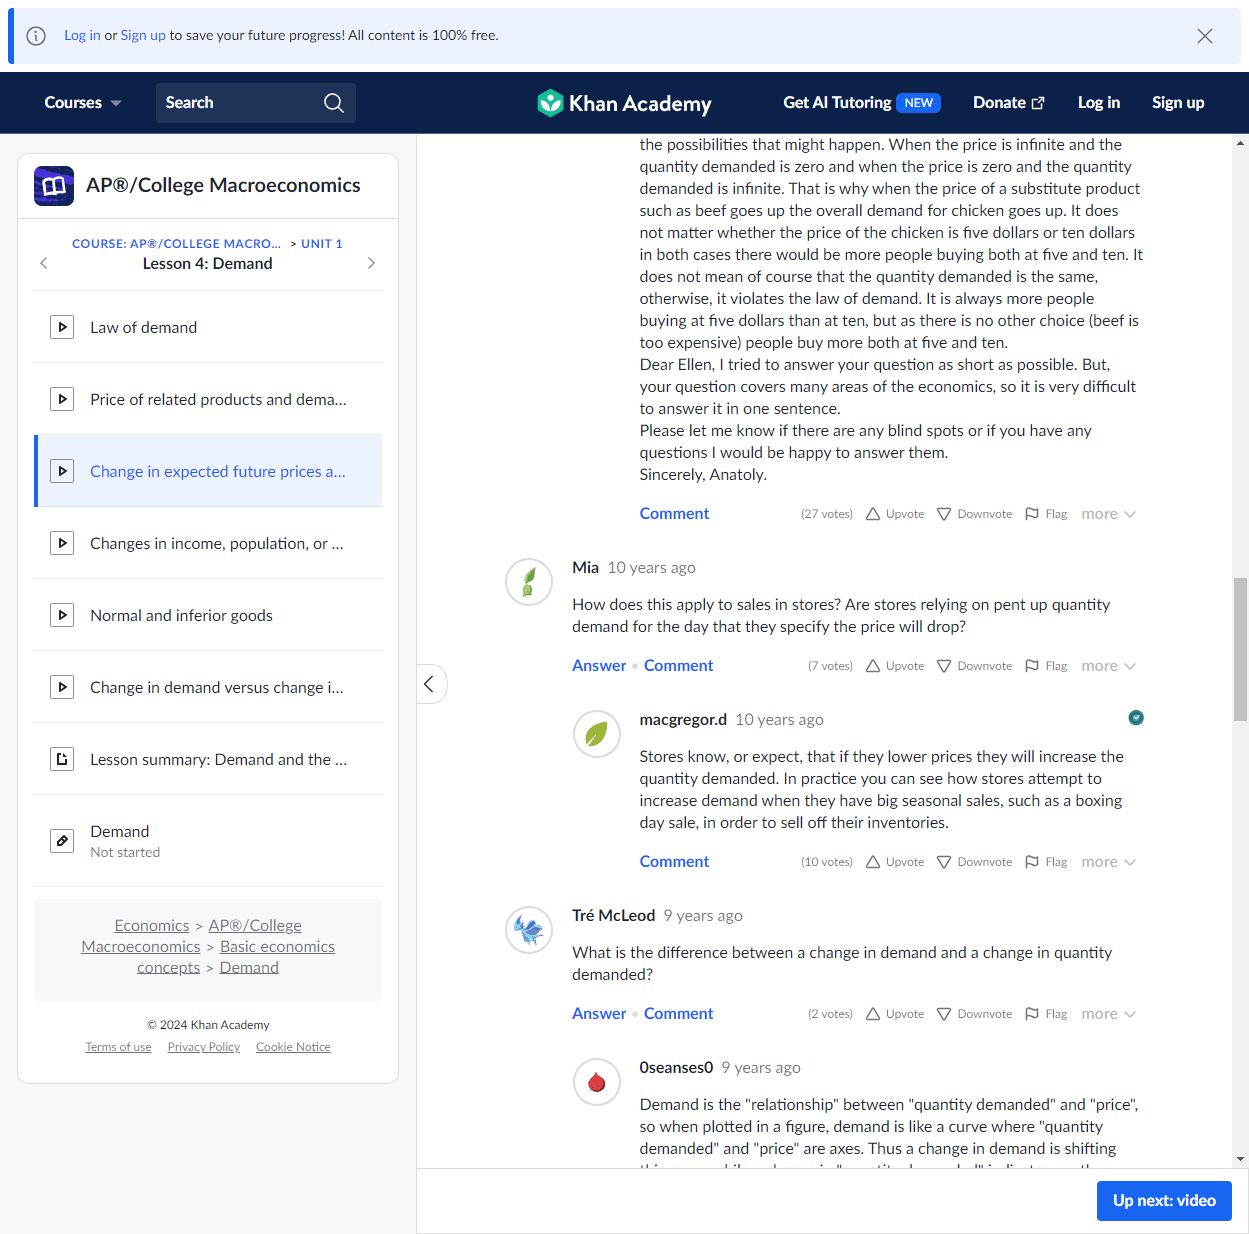 Log in or Sign up to save your future progress! All content is 100% free.
Courses
Search
Khan Academy
Get AI Tutoring NEW
Donate
Log in
Sign up
AP®/College Macroeconomics
COURSE: AP®/COLLEGE MACRO... > UNIT 1
Lesson 4: Demand
Law of demand
Price of related products and dema...
Change in expected future prices a...
Changes in income, population, or ...
Normal and inferior goods
Change in demand versus change i...
Lesson summary: Demand and the ...
Demand
Not started
Economics > AP®/College
Macroeconomics > Basic economics
concepts > Demand
© 2024 Khan Academy
Terms of use Privacy Policy Cookie Notice
the possibilities that might happen. When the price is infinite and the
quantity demanded is zero and when the price is zero and the quantity
demanded is infinite. That is why when the price of a substitute product
such as beef goes up the overall demand for chicken goes up. It does
not matter whether the price of the chicken is five dollars or ten dollars
in both cases there would be more people buying both at five and ten. It
does not mean of course that the quantity demanded is the same,
otherwise, it violates the law of demand. It is always more people
buying at five dollars than at ten, but as there is no other choice (beef is
too expensive) people buy more both at five and ten.
Dear Ellen, I tried to answer your question as short as possible. But,
your question covers many areas of the economics, so it is very difficult
to answer it in one sentence.
Please let me know if there are any blind spots or if you have any
questions I would be happy to answer them.
Sincerely, Anatoly.
Comment (27 votes) Upvote Downvote Flag more
Mia 10 years ago
How does this apply to sales in stores? Are stores relying on pent up quantity
demand for the day that they specify the price will drop?
Answer • Comment (7 votes) Upvote Downvote Flag more
macgregor.d 10 years ago
Stores know, or expect, that if they lower prices they will increase the
quantity demanded. In practice you can see how stores attempt to
increase demand when they have big seasonal sales, such as a boxing
day sale, in order to sell off their inventories.
Comment (10 votes) Upvote Downvote Flag more
Tré McLeod 9 years ago
What is the difference between a change in demand and a change in quantity
demanded?
Answer • Comment (2 votes) Upvote Downvote Flag more
0seanses0 9 years ago
Demand is the "relationship" between "quantity demanded" and "price",
so when plotted in a figure, demand is like a curve where "quantity
demanded" and "price" are axes. Thus a change in demand is shifting
Up next: video